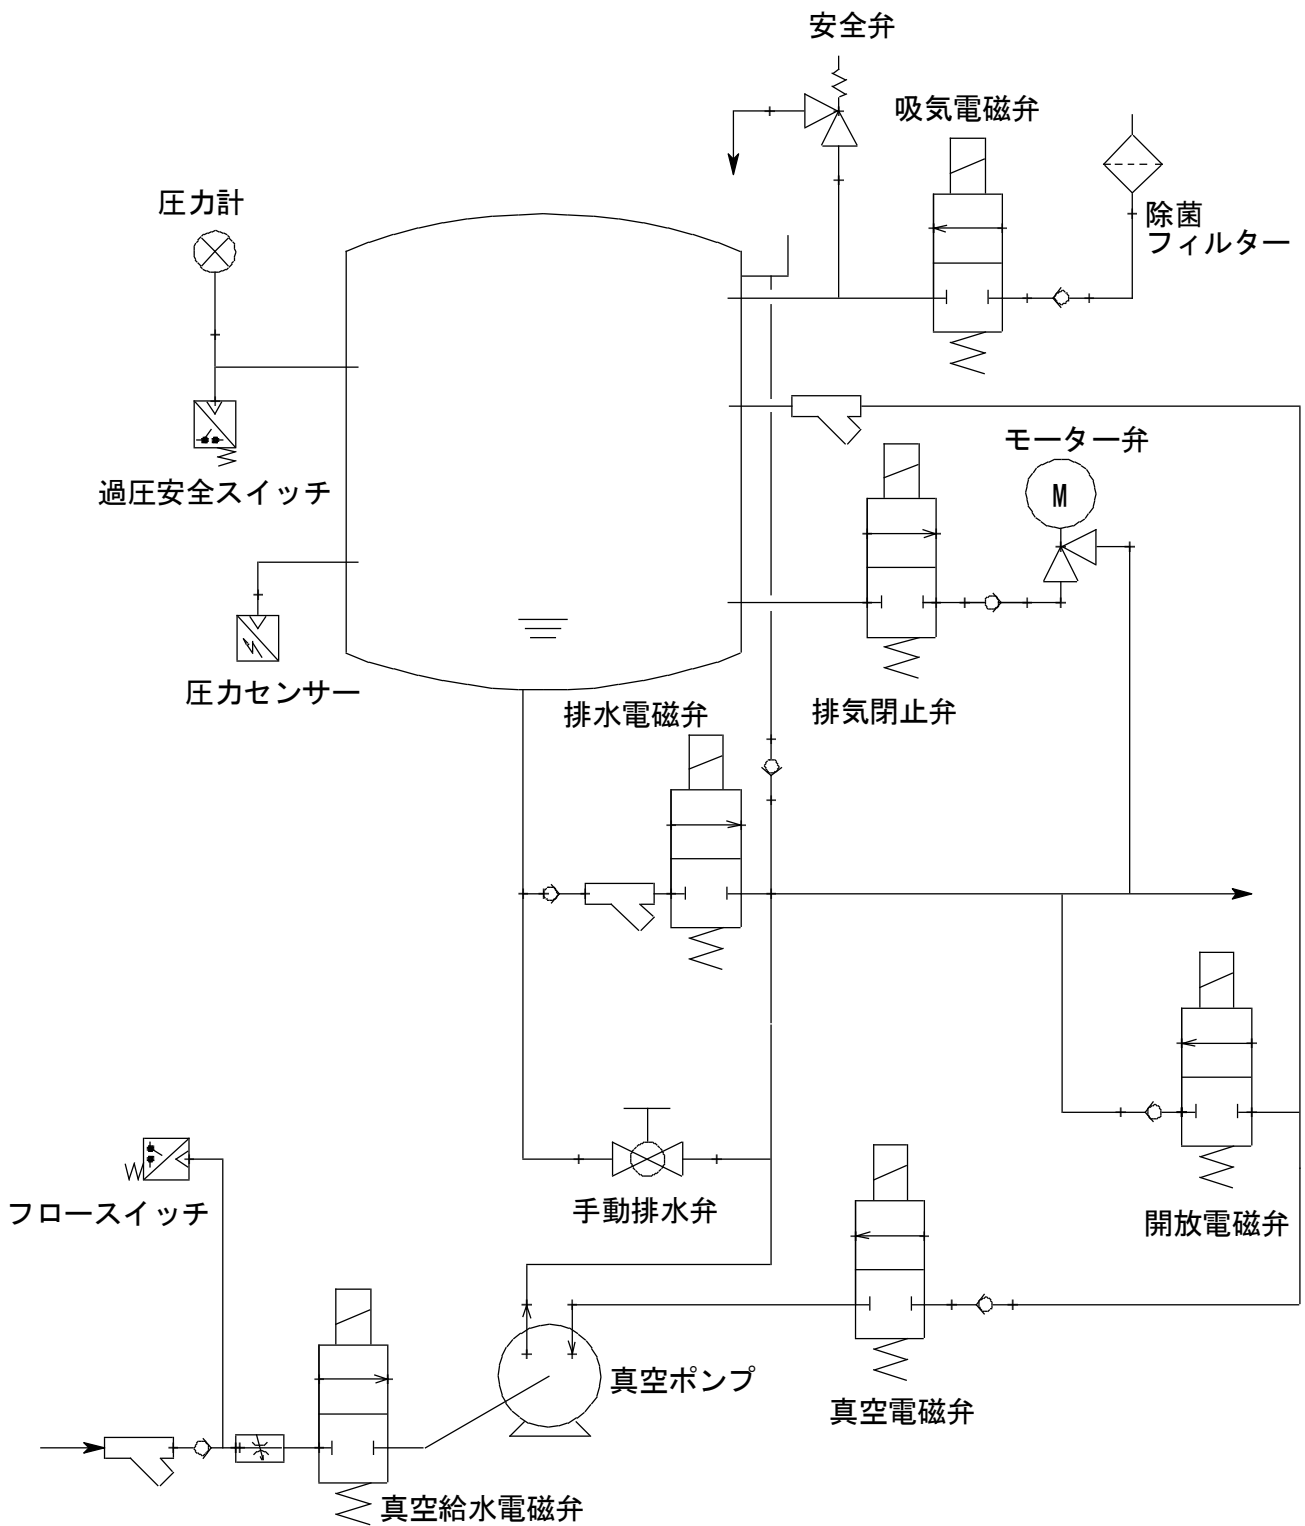 安全弁
吸気電磁弁
圧力計
除菌
フィルター
モーター弁
M
過圧安全スイッチ
圧力センサー
排水電磁弁
排気閉止弁
手動排水弁
フロースイッチ
開放電磁弁
真空ポンプ
真空電磁弁
真空給水電磁弁